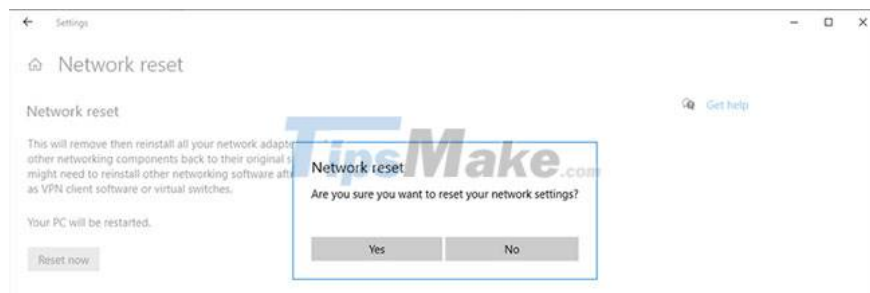 Settings
Network reset
Network reset
Get help
This will remove then reinstall all your network adapte
other networking components back to their original s
might need to reinstall other networking software afte
as VPN client software or virtual switches.
Your PC will be restarted.
Reset now
TipsMake.com
Network reset
Are you sure you want to reset your network settings?
Yes No